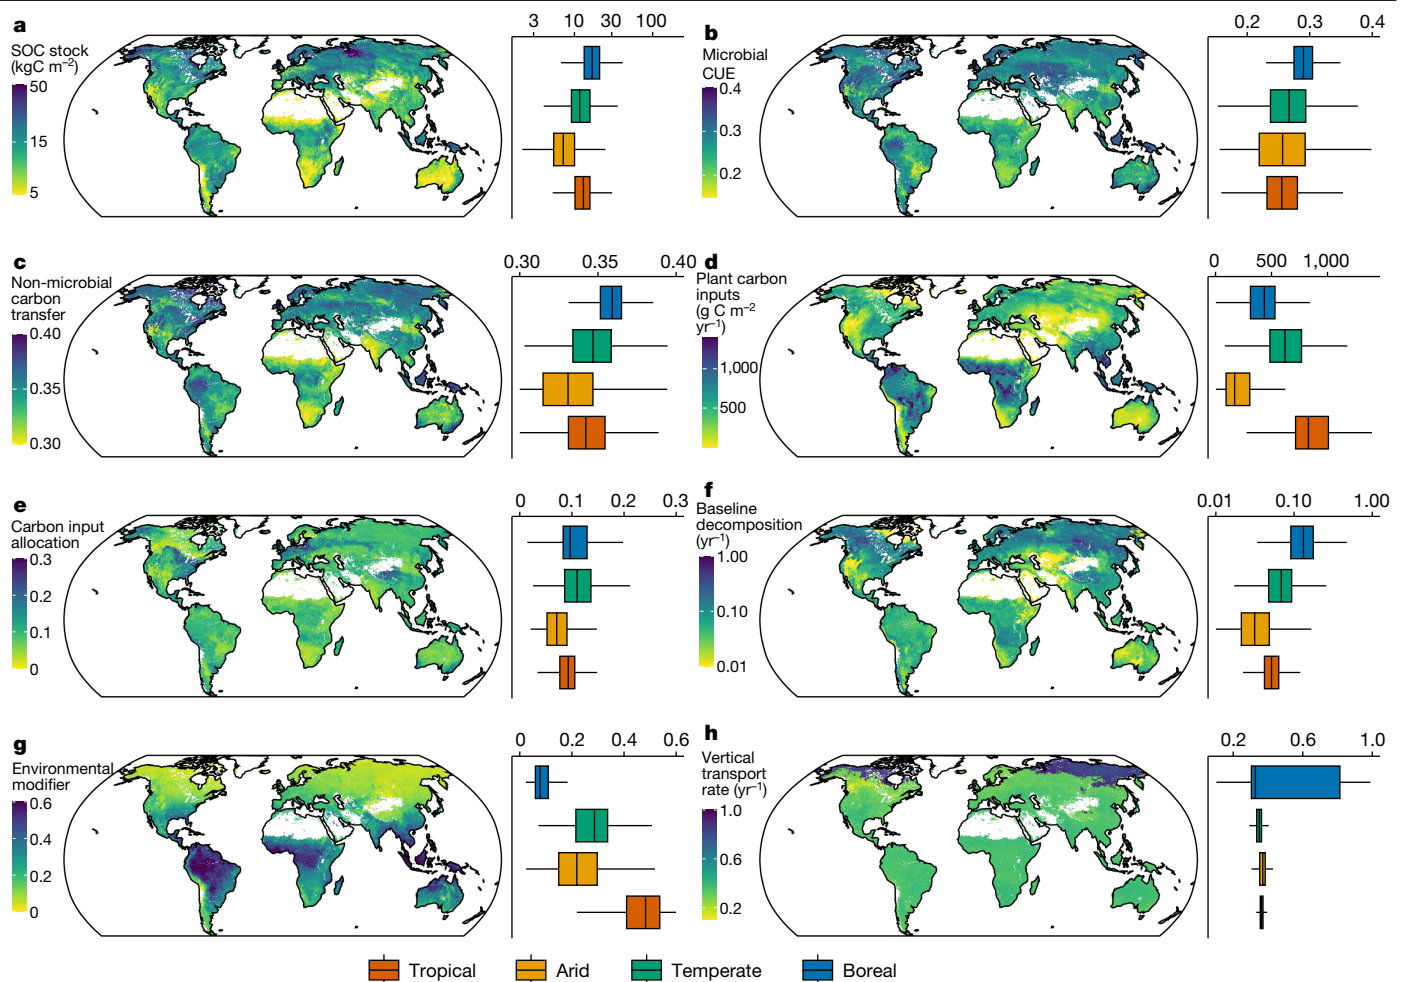 a
3 10 30 100
SOC stock
(kgC m⁻²)
50
15
5
b
0.2 0.3 0.4
Microbial
CUE
0.4
0.3
0.2
c
0.30 0.35 0.40
Non-microbial
carbon
transfer
0.40
0.35
0.30
d
0 500 1,000
Plant carbon
inputs
(g C m⁻²
yr⁻¹)
1,000
500
e
0 0.1 0.2 0.3
Carbon input
allocation
0.3
0.2
0.1
0
f
0.01 0.10 1.00
Baseline
decomposition
(yr⁻¹)
1.00
0.10
0.01
g
0 0.2 0.4 0.6
Environmental
modifier
0.6
0.4
0.2
0
h
0.2 0.6 1.0
Vertical
transport
rate (yr⁻¹)
1.0
0.6
0.2
Tropical Arid Temperate Boreal